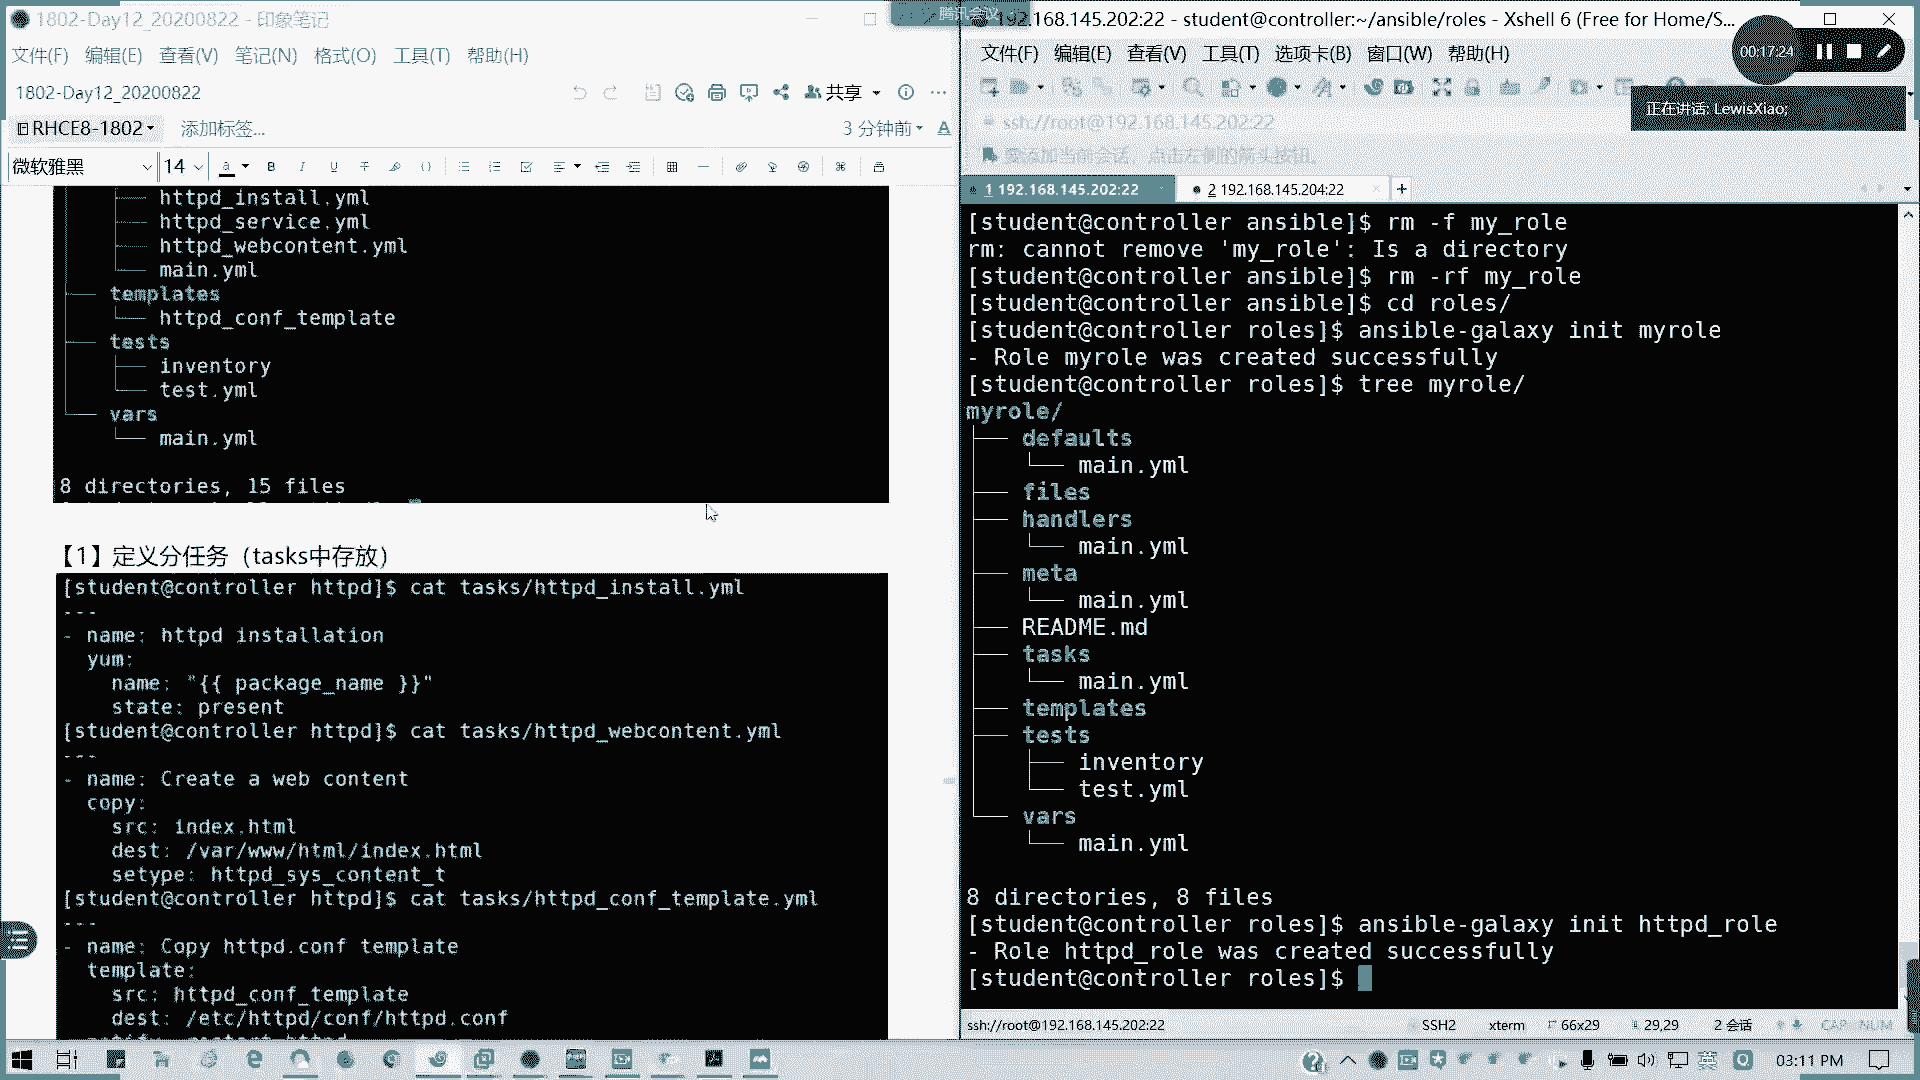 1802-Day12_20200822 - 印象笔记
文件(F) 编辑(E) 查看(V) 笔记(N) 格式(O) 工具(T) 帮助(H)
1802-Day12_20200822
共享
RHCE8-1802
添加标签...
3 分钟前
微软雅黑
14
httpd_install.yml
httpd_service.yml
httpd_webcontent.yml
main.yml
templates
httpd_conf_template
tests
inventory
test.yml
vars
main.yml
8 directories, 15 files
【1】定义分任务（tasks中存放）
[student@controller httpd]$ cat tasks/httpd_install.yml
---
- name: httpd installation
yum:
name: "{{ package_name }}"
state: present
[student@controller httpd]$ cat tasks/httpd_webcontent.yml
---
- name: Create a web content
copy:
src: index.html
dest: /var/www/html/index.html
setype: httpd_sys_content_t
[student@controller httpd]$ cat tasks/httpd_conf_template.yml
---
- name: Copy httpd.conf template
template:
src: httpd_conf_template
dest: /etc/httpd/conf/httpd.conf
腾讯会议
192.168.145.202:22 - student@controller:~/ansible/roles - Xshell 6 (Free for Home/S...
00:17:24
文件(F) 编辑(E) 查看(V) 工具(T) 选项卡(B) 窗口(W) 帮助(H)
正在讲话: LewisXiao;
ssh://root@192.168.145.202:22
要添加当前会话，点击左侧的箭头按钮。
1 192.168.145.202:22
2 192.168.145.204:22
[student@controller ansible]$ rm -f my_role
rm: cannot remove 'my_role': Is a directory
[student@controller ansible]$ rm -rf my_role
[student@controller ansible]$ cd roles/
[student@controller roles]$ ansible-galaxy init myrole
- Role myrole was created successfully
[student@controller roles]$ tree myrole/
myrole/
defaults
main.yml
files
handlers
main.yml
meta
main.yml
README.md
tasks
main.yml
templates
tests
inventory
test.yml
vars
main.yml
8 directories, 8 files
[student@controller roles]$ ansible-galaxy init httpd_role
- Role httpd_role was created successfully
[student@controller roles]$
ssh://root@192.168.145.202:22
SSH2
xterm
66x29
29,29
2 会话
CAP NUM
英
03:11 PM